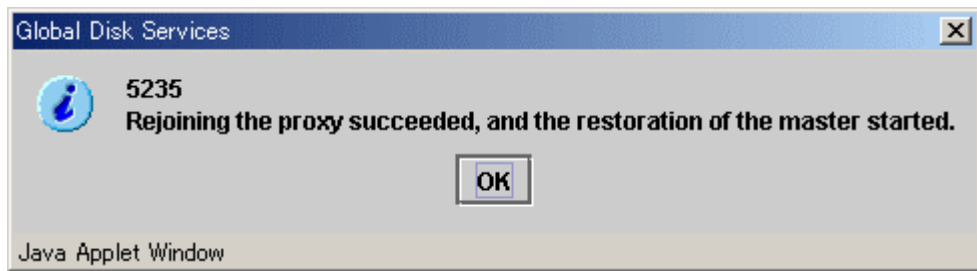 Global Disk Services
5235
Rejoining the proxy succeeded, and the restoration of the master started.
OK
Java Applet Window